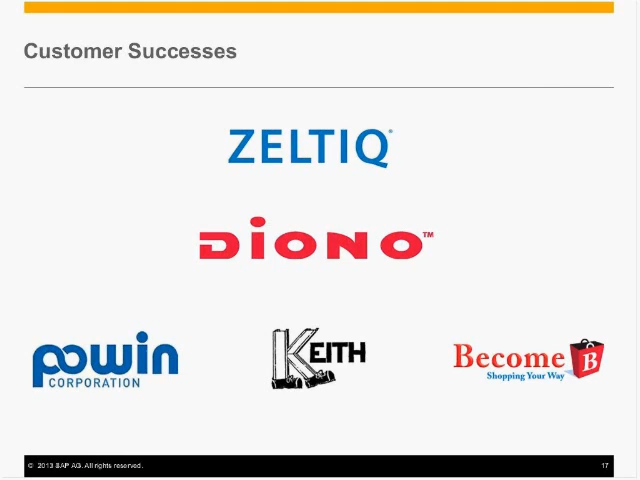 Customer Successes
ZELTIQ®
DIONO™
powin
CORPORATION
KEITH
Become B
Shopping Your Way
© 2013 SAP AG. All rights reserved.
17